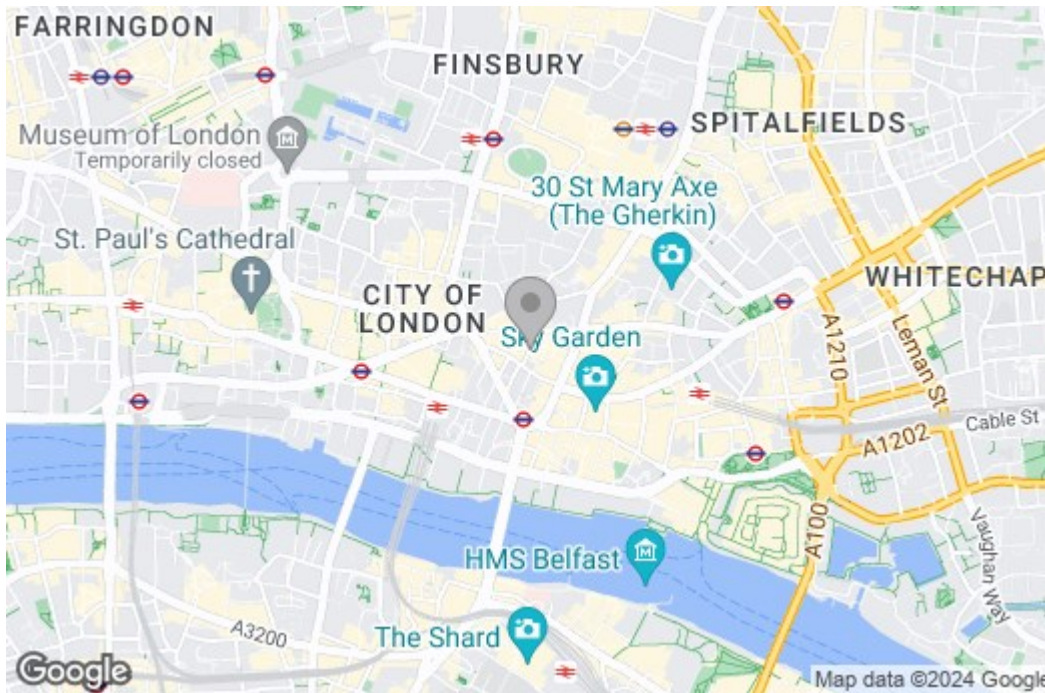 FARRINGDON
FINSBURY
Museum of London
Temporarily closed
SPITALFIELDS
30 St Mary Axe
(The Gherkin)
St. Paul's Cathedral
CITY OF
LONDON
WHITECHAP
Sky Garden
A1210
Leman St
Cable St
A1202
A100
Vaughan Way
HMS Belfast
The Shard
A3200
Google
Map data ©2024 Google